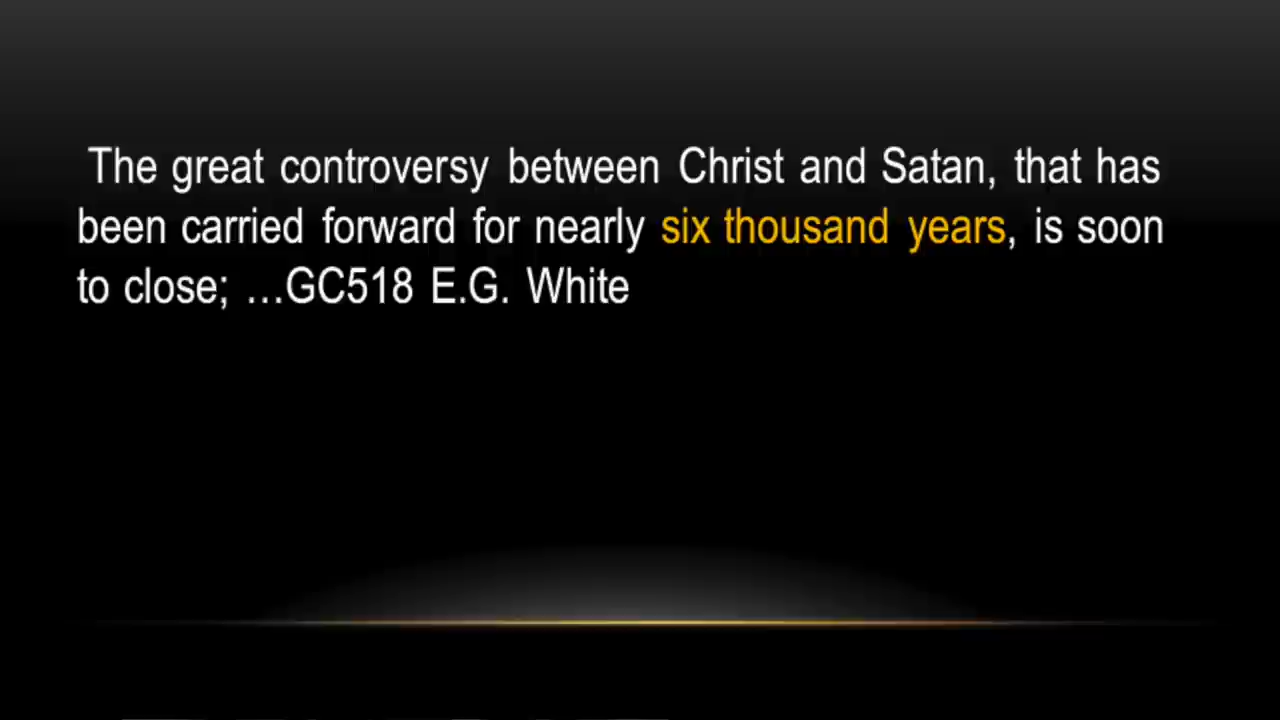 The great controversy between Christ and Satan, that has
been carried forward for nearly six thousand years, is soon
to close; …GC518 E.G. White